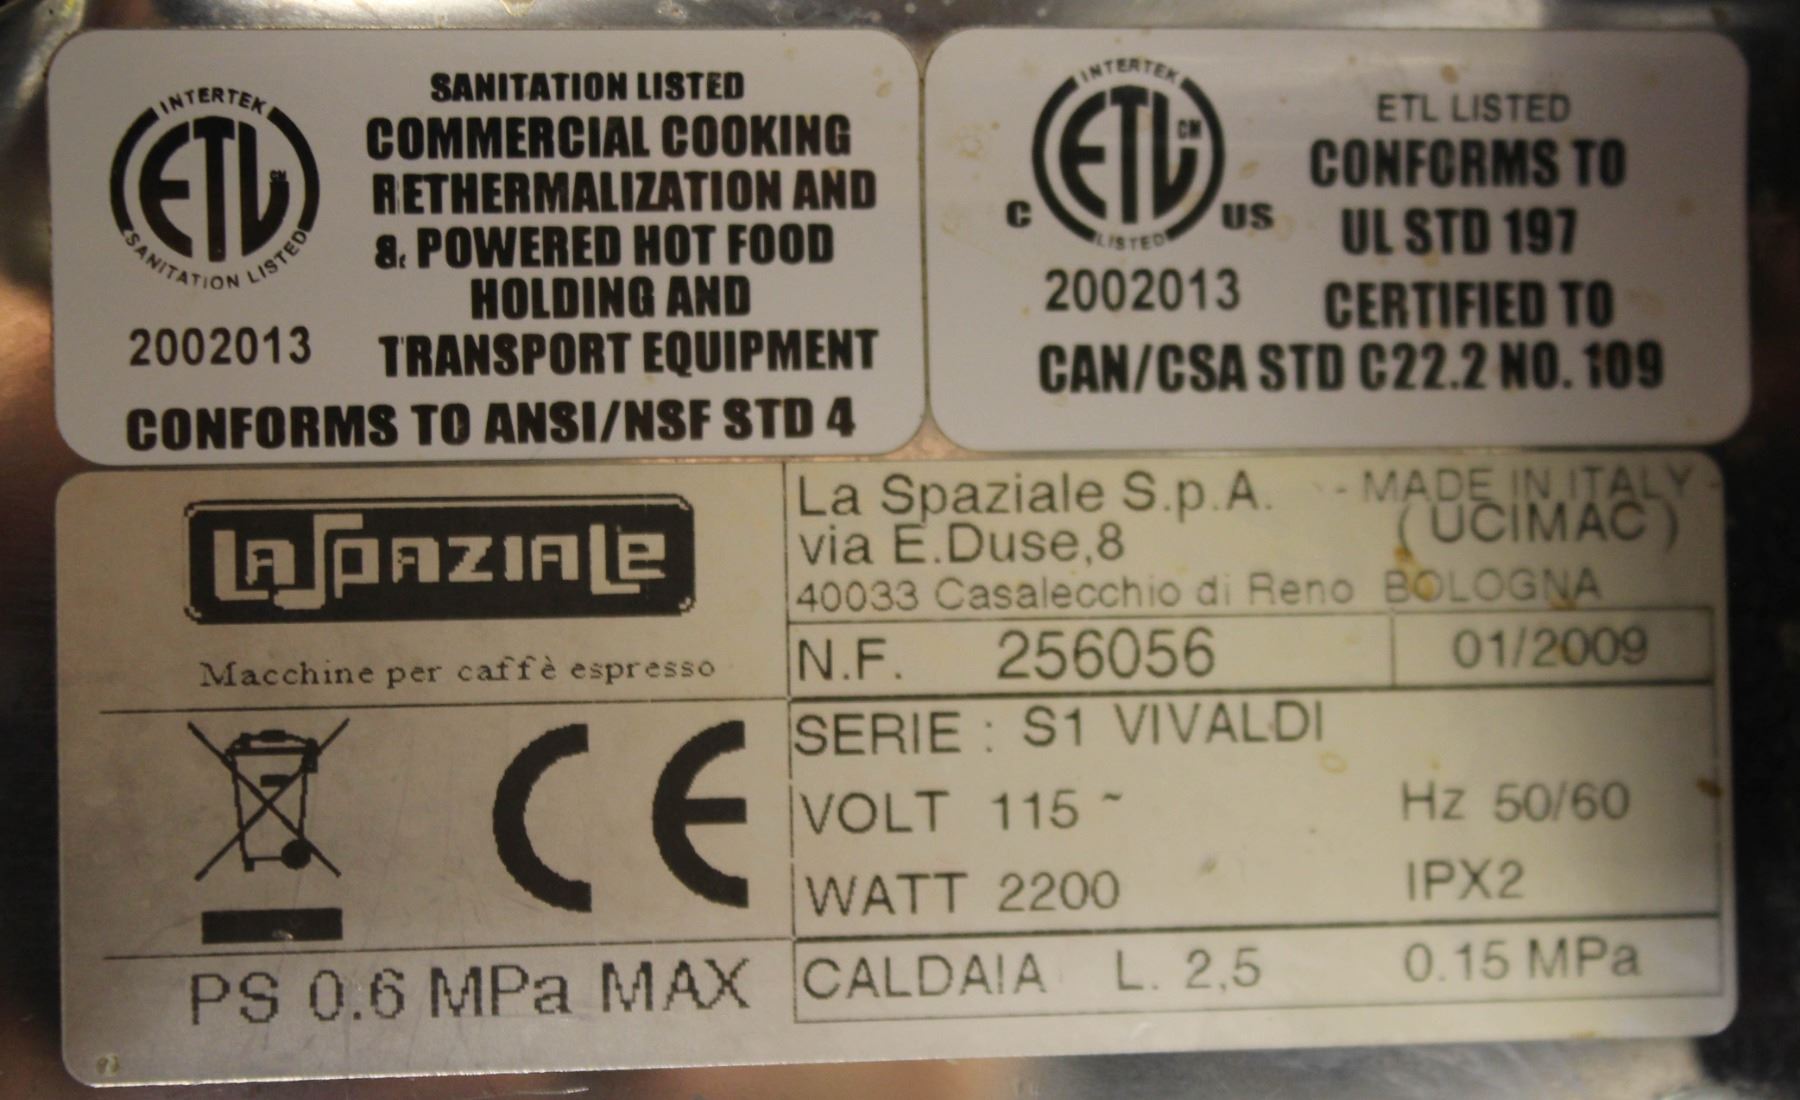 INTERTEK
ETL
CM
SANITATION LISTED
2002013
SANITATION LISTED
COMMERCIAL COOKING
RETHERMALIZATION AND
& POWERED HOT FOOD
HOLDING AND
TRANSPORT EQUIPMENT
CONFORMS TO ANSI/NSF STD 4
INTERTEK
ETL
CM
LISTED
C US
2002013
ETL LISTED
CONFORMS TO
UL STD 197
CERTIFIED TO
CAN/CSA STD C22.2 NO. 109
LA SPAZIALE
Macchine per caffè espresso
CE
PS 0.6 MPa MAX
La Spaziale S.p.A. - MADE IN ITALY -
via E.Duse,8 (UCIMAC)
40033 Casalecchio di Reno BOLOGNA
N.F. 256056 01/2009
SERIE : S1 VIVALDI
VOLT 115 ~ Hz 50/60
WATT 2200 IPX2
CALDAIA L. 2,5 0.15 MPa